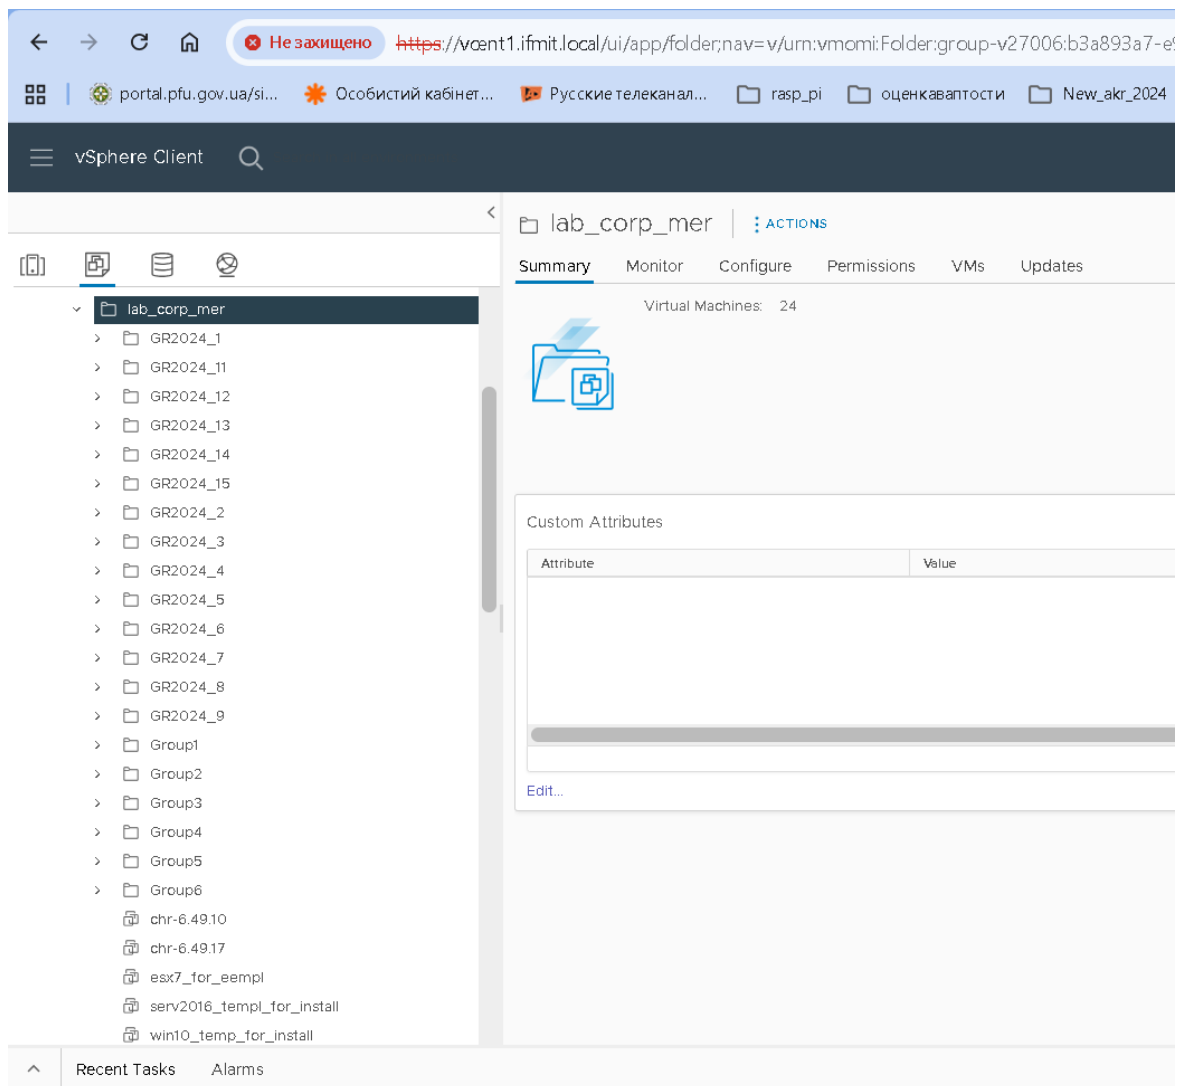 Не захищено https://vcent1.ifmit.local/ui/app/folder;nav=v/urn:vmomi:Folder:group-v27006:b3a893a7-e
portal.pfu.gov.ua/si... Особистий кабінет... Русские телеканал... rasp_pi оценкаваптости New_akr_2024
vSphere Client
lab_corp_mer ACTIONS
Summary Monitor Configure Permissions VMs Updates
Virtual Machines: 24
lab_corp_mer
GR2024_1
GR2024_11
GR2024_12
GR2024_13
GR2024_14
GR2024_15
GR2024_2
GR2024_3
GR2024_4
GR2024_5
GR2024_6
GR2024_7
GR2024_8
GR2024_9
Group1
Group2
Group3
Group4
Group5
Group6
chr-6.49.10
chr-6.49.17
esx7_for_eempl
serv2016_templ_for_install
win10_temp_for_install
Custom Attributes
Attribute Value
Edit...
Recent Tasks Alarms